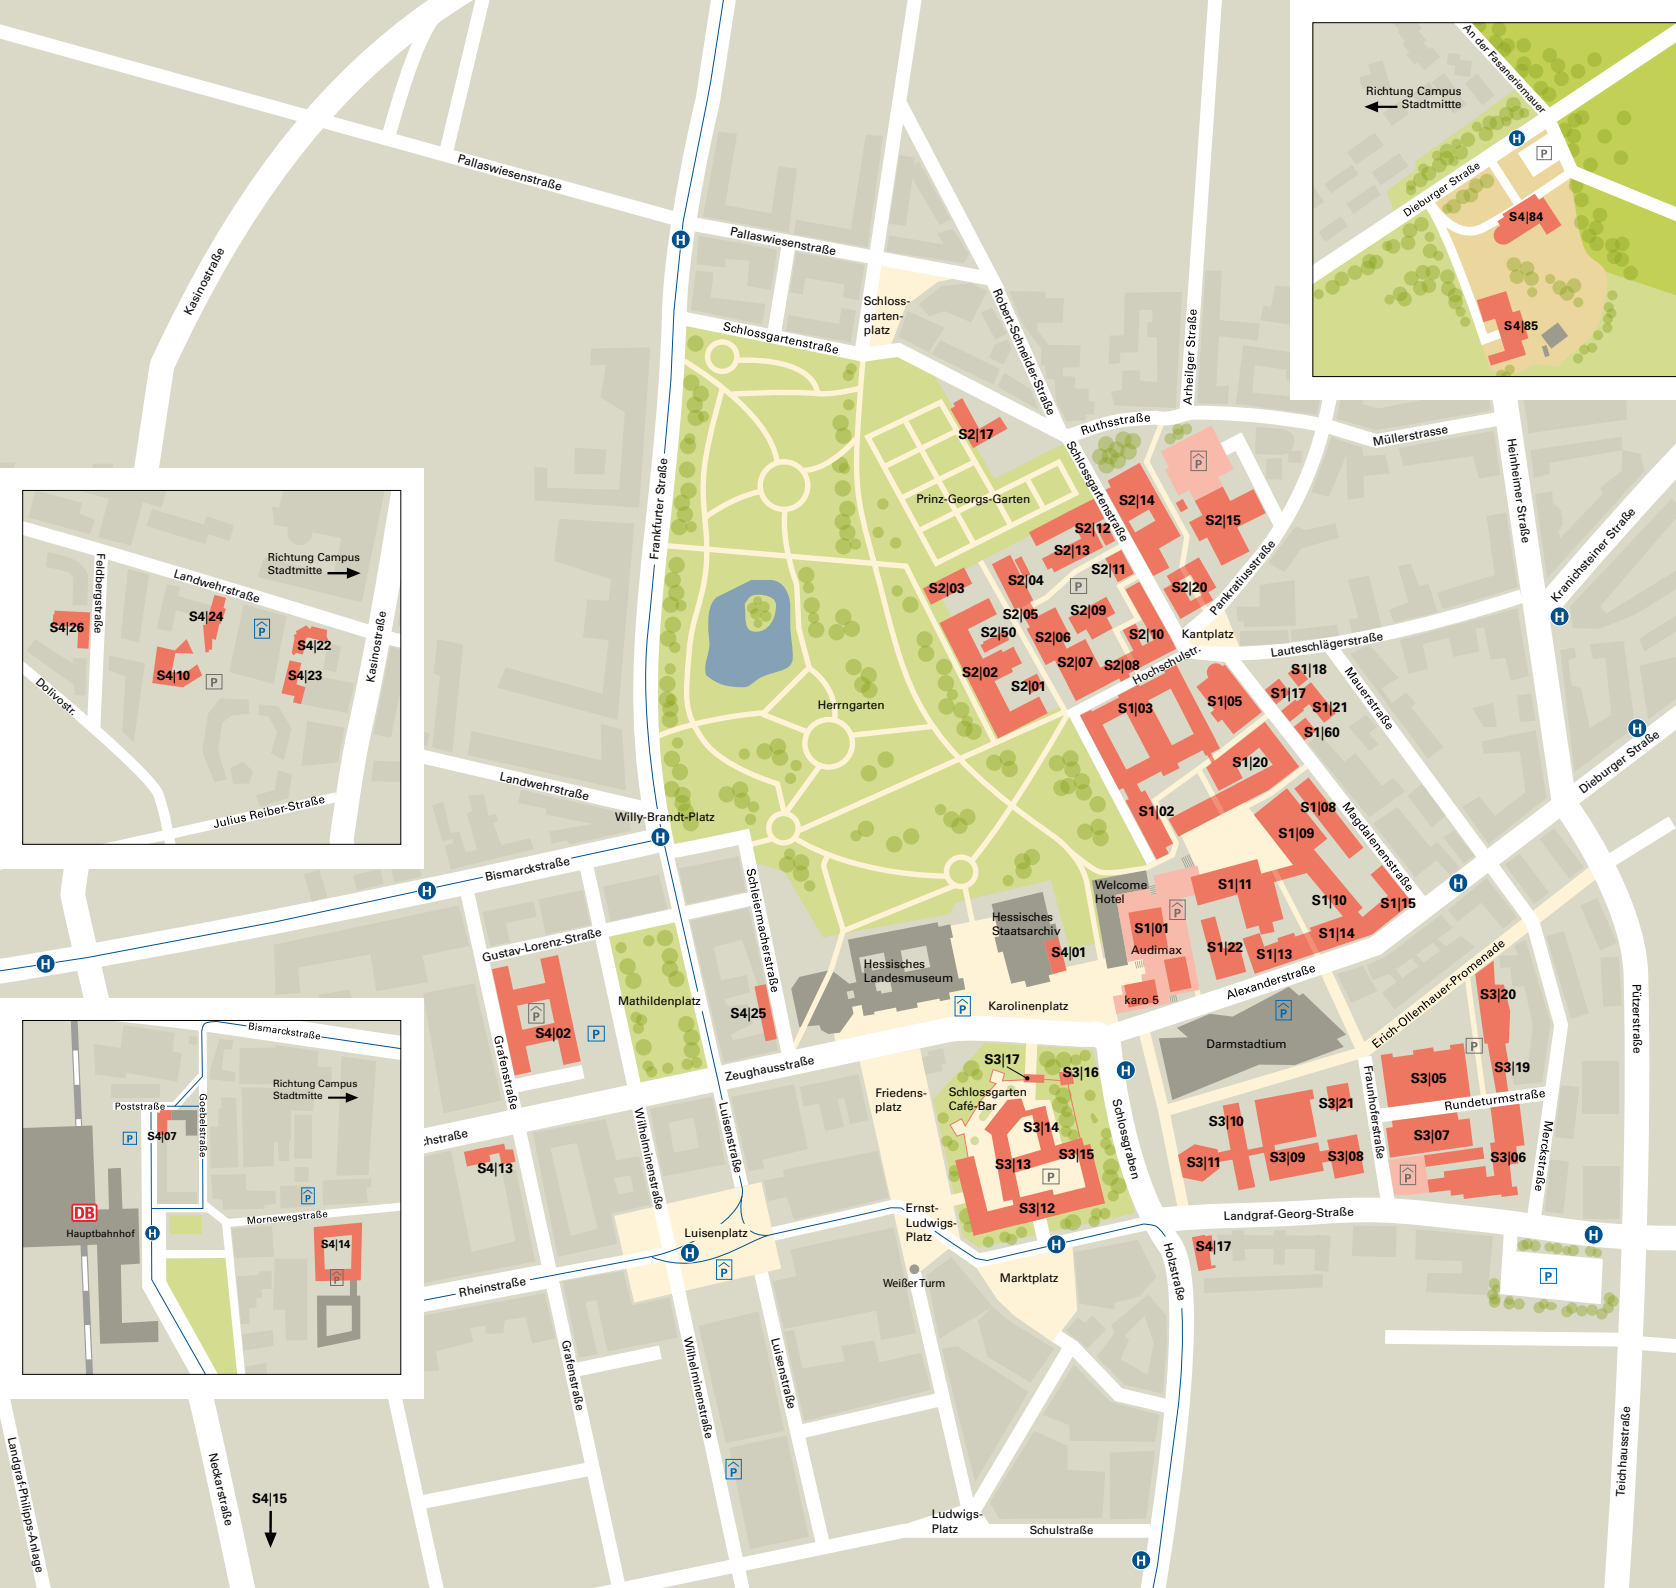 An der Fasaneriemauer
Richtung Campus
Stadtmittte
H
P
Dieburger Straße
S4|84
S4|85
Pallaswiesenstraße
Kasinostraße
H
Pallaswiesenstraße
Schloss-
garten-
platz
Schlossgartenstraße
Robert-Schneider-Straße
Arheilger Straße
Ruthsstraße
Müllerstrasse
Heinheimer Straße
Kranichsteiner Straße
H
S2|17
Schlossgartenstraße
P
Prinz-Georgs-Garten
S2|14
S2|15
S2|12
S2|13
S2|11
S2|04
P
S2|03
S2|20
Pankratiusstraße
S2|05
S2|09
S2|50
S2|06
S2|10
Kantplatz
S2|07
S2|08
Hochschulstr.
S2|02
S2|01
Lauteschlägerstraße
Mauerstraße
Frankfurter Straße
Herrngarten
Richtung Campus
Stadtmitte
Feldbergstraße
Landwehrstraße
S4|24
S4|26
P
S4|22
S4|10
P
S4|23
Kasinostraße
Dolivostr.
Julius Reiber-Straße
S1|18
S1|17
S1|21
S1|60
S1|05
S1|03
S1|20
H
Dieburger Straße
S1|02
S1|08
S1|09
Magdalenenstraße
Landwehrstraße
Willy-Brandt-Platz
H
Bismarckstraße
H
H
Schleiermacherstraße
Gustav-Lorenz-Straße
Welcome
Hotel
P
S1|11
S1|10
S1|15
H
S1|01
Audimax
S1|22
S1|13
S1|14
Hessisches
Staatsarchiv
S4|01
Hessisches
Landesmuseum
Alexanderstraße
karo 5
P
Karolinenplatz
P
Darmstadtium
Erich-Ollenhauer-Promenade
Mathildenplatz
S4|25
P
S4|02
P
Grafenstraße
Zeughausstraße
S3|20
P
S3|19
S3|05
Rundeturmstraße
Pützerstraße
Bismarckstraße
Richtung Campus
Stadtmitte
Poststraße
Goebelstraße
P
S4|07
P
DB
Hauptbahnhof
H
Mornewegstraße
S4|14
P
chstraße
S4|13
Wilhelminenstraße
Luisenstraße
Friedens-
platz
S3|17
S3|16
Schlossgarten
Café-Bar
S3|14
S3|15
S3|13
P
S3|12
H
Schlossgraben
S3|21
S3|10
S3|09
S3|08
S3|11
Fraunhoferstraße
S3|07
S3|06
P
Merckstraße
Luisenplatz
H
P
Ernst-
Ludwigs-
Platz
H
Weißer Turm
Marktplatz
Landgraf-Georg-Straße
S4|17
Holzstraße
H
P
Rheinstraße
Grafenstraße
Wilhelminenstraße
Luisenstraße
P
Landgraf-Philipps-Anlage
Neckarstraße
S4|15
Ludwigs-
Platz
Schulstraße
H
Teichhausstraße